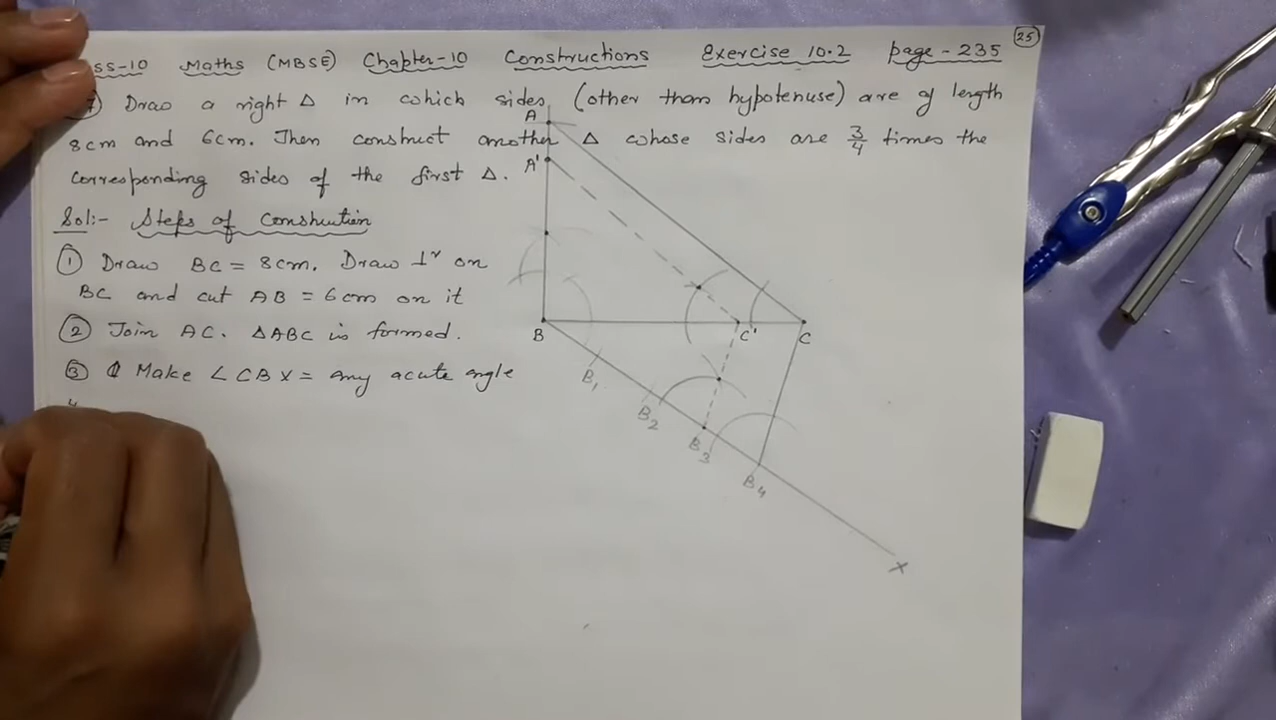 ss-10 Maths (MBSE) Chapter-10 Constructions Exercise 10.2 page - 235
25
7) Draw a right Δ in which sides (other than hypotenuse) are of length
8cm and 6cm. Then construct another Δ whose sides are 3/4 times the
corresponding sides of the first Δ.
Sol:- Steps of Construction
① Draw BC = 8cm. Draw ⊥r on
BC and cut AB = 6cm on it
② Join AC. ΔABC is formed.
③ Make ∠CBX = any acute angle
4
A
A'
B
C'
C
B1
B2
B3
B4
X